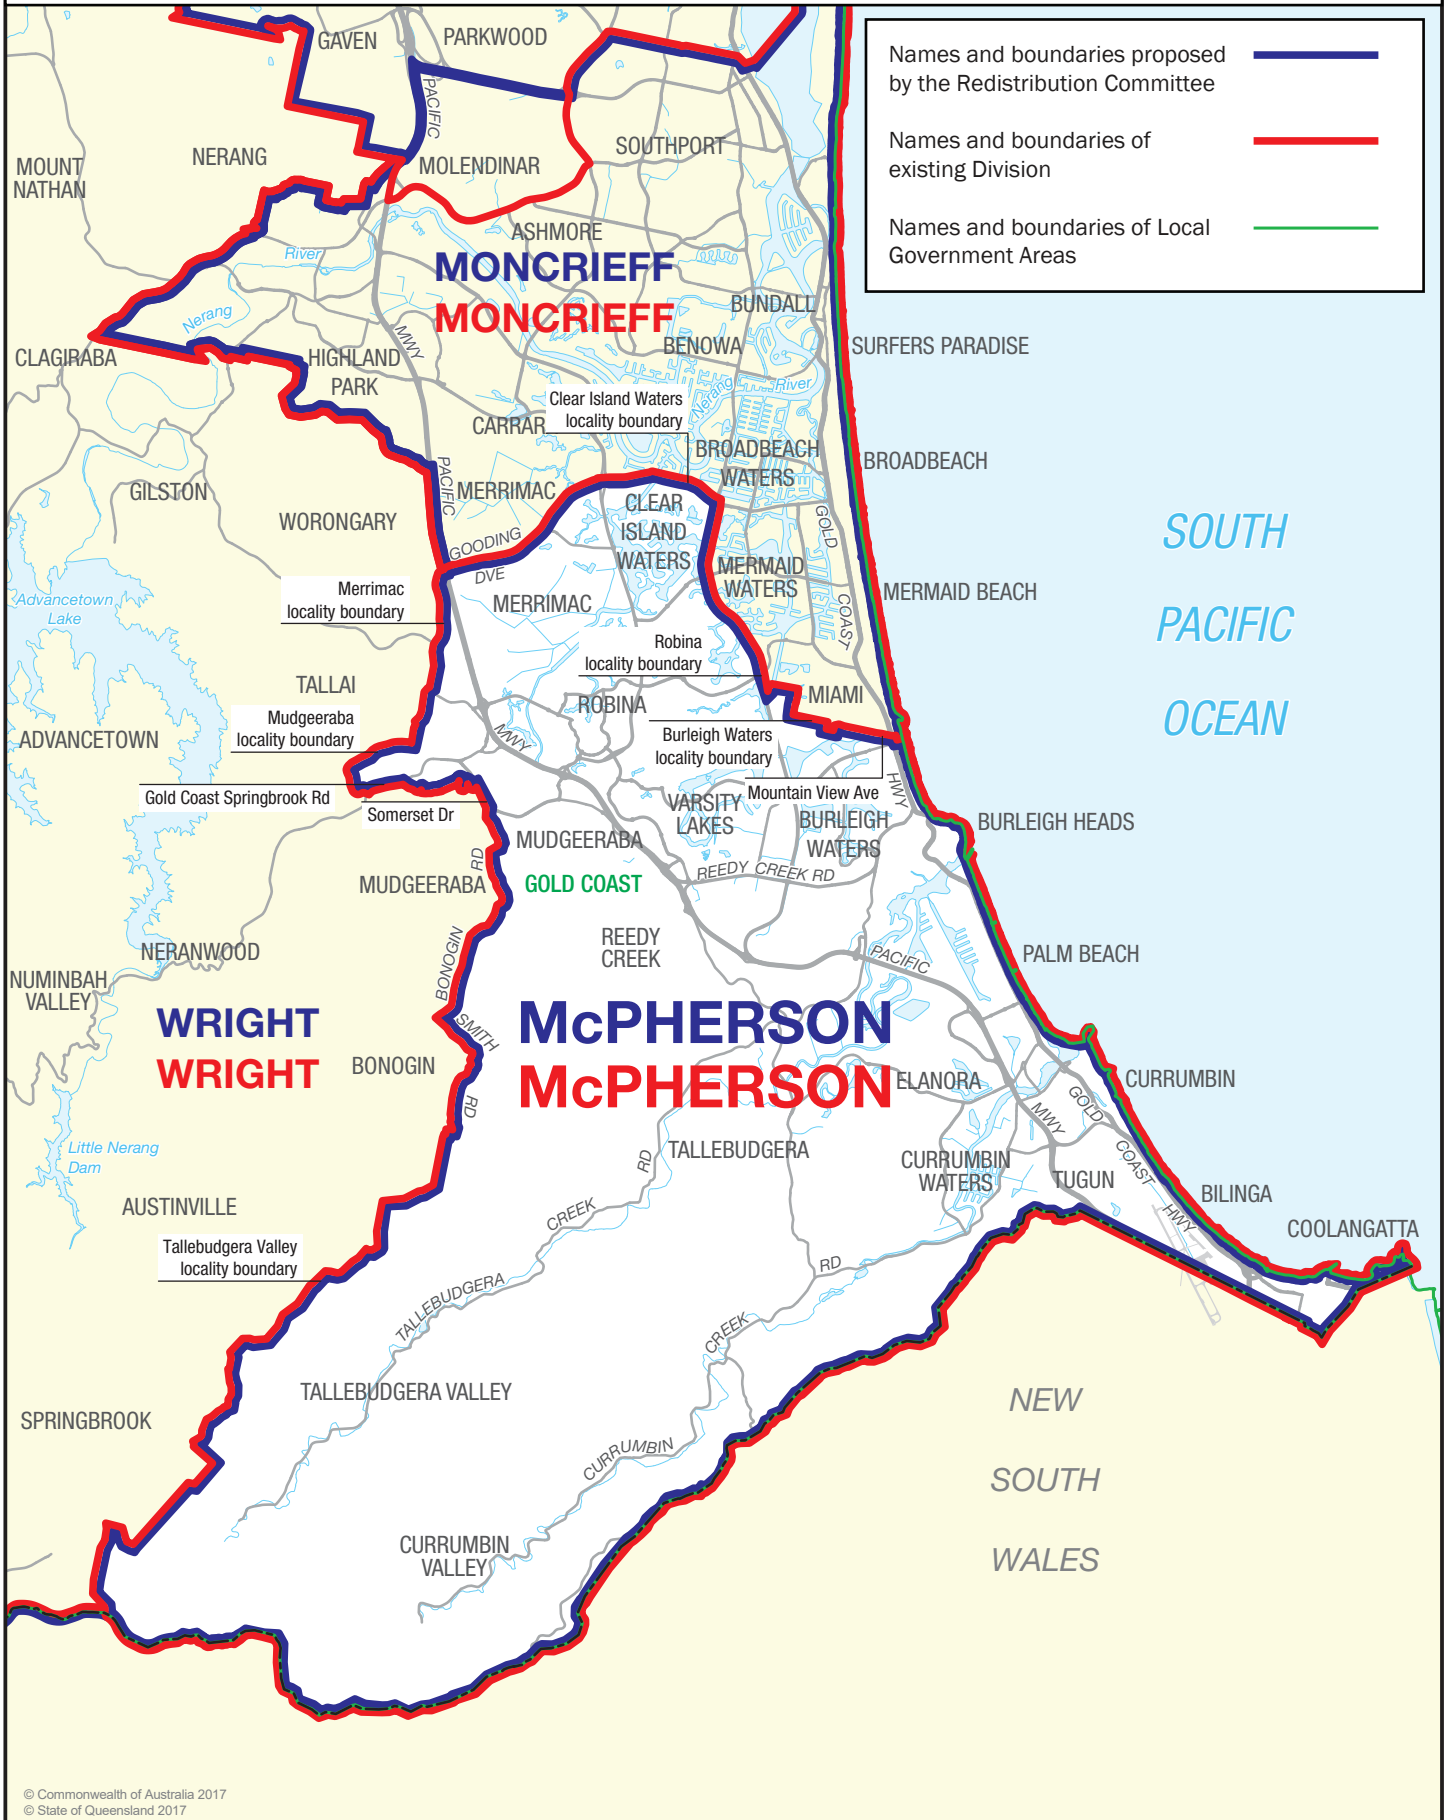 Names and boundaries proposed
by the Redistribution Committee
Names and boundaries of
existing Division
Names and boundaries of Local
Government Areas
GAVEN
PARKWOOD
PACIFIC
MOUNT
NATHAN
NERANG
MOLENDINAR
SOUTHPORT
ASHMORE
River
MONCRIEFF
MONCRIEFF
Nerang
MWY
BUNDALL
BENOWA
SURFERS PARADISE
CLAGIRABA
HIGHLAND
PARK
Nerang
River
Clear Island Waters
locality boundary
CARRAR
BROADBEACH
WATERS
BROADBEACH
GILSTON
PACIFIC
MERRIMAC
CLEAR
ISLAND
WATERS
WORONGARY
GOLD
GOODING
DVE
SOUTH
PACIFIC
OCEAN
MERMAID
WATERS
MERMAID BEACH
Merrimac
locality boundary
MERRIMAC
COAST
Advancetown
Lake
Robina
locality boundary
TALLAI
ROBINA
MIAMI
Mudgeeraba
locality boundary
ADVANCETOWN
MWY
Burleigh Waters
locality boundary
Mountain View Ave
HWY
Gold Coast Springbrook Rd
Somerset Dr
VARSITY
LAKES
BURLEIGH
WATERS
BURLEIGH HEADS
MUDGEERABA
RD
MUDGEERABA
GOLD COAST
REEDY CREEK RD
NERANWOOD
BONOGIN
REEDY
CREEK
PACIFIC
PALM BEACH
NUMINBAH
VALLEY
WRIGHT
WRIGHT
SMITH
McPHERSON
McPHERSON
BONOGIN
RD
ELANORA
CURRUMBIN
GOLD
MWY
COAST
HWY
Little Nerang
Dam
TALLEBUDGERA
RD
CREEK
TALLEBUDGERA
CURRUMBIN
WATERS
TUGUN
BILINGA
COOLANGATTA
AUSTINVILLE
Tallebudgera Valley
locality boundary
RD
CREEK
CURRUMBIN
TALLEBUDGERA VALLEY
SPRINGBROOK
NEW
SOUTH
WALES
CURRUMBIN
VALLEY
© Commonwealth of Australia 2017
© State of Queensland 2017